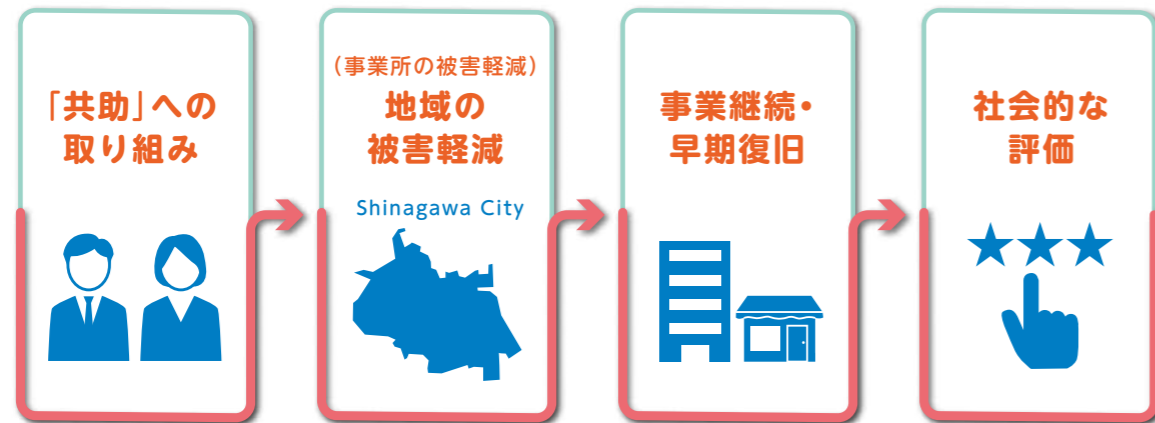 「共助」への
取り組み
（事業所の被害軽減）
地域の
被害軽減
Shinagawa City
事業継続・
早期復旧
社会的な
評価